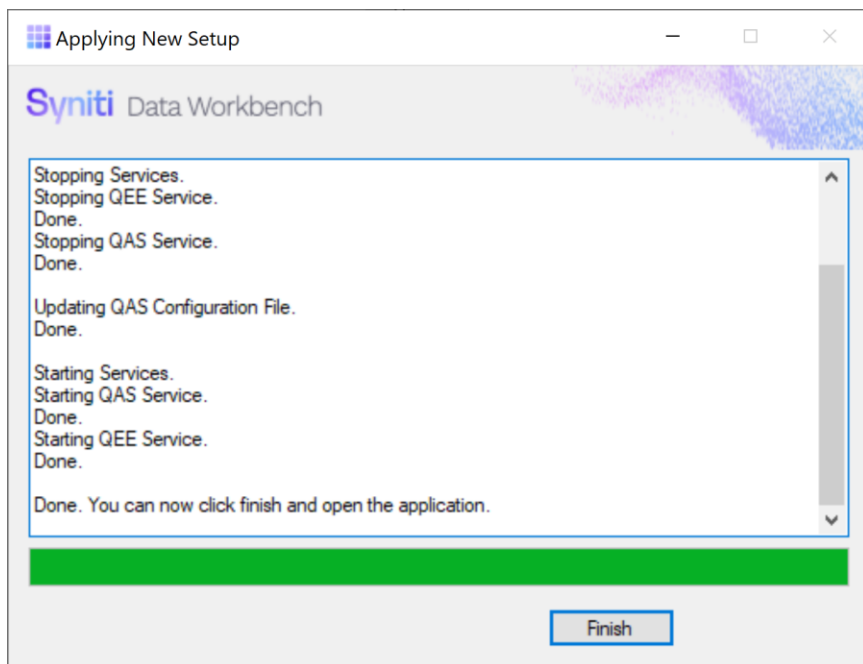 Applying New Setup
Syniti Data Workbench
Stopping Services.
Stopping QEE Service.
Done.
Stopping QAS Service.
Done.
Updating QAS Configuration File.
Done.
Starting Services.
Starting QAS Service.
Done.
Starting QEE Service.
Done.
Done. You can now click finish and open the application.
Finish